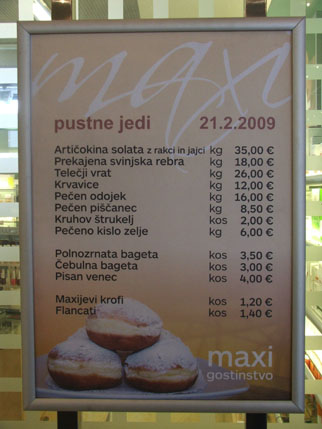 maxi
pustne jedi 21.2.2009
Artičokina solata z rakci in jajci kg 35,00 €
Prekajena svinjska rebra kg 18,00 €
Telečji vrat kg 26,00 €
Krvavice kg 12,00 €
Pečen odojek kg 16,00 €
Pečen piščanec kg 8,50 €
Kruhov štrukelj kos 2,00 €
Pečeno kislo zelje kg 6,00 €
Polnozrnata bageta kos 3,50 €
Čebulna bageta kos 3,00 €
Pisan venec kos 4,00 €
Maxijevi krofi kos 1,20 €
Flancati kos 1,40 €
maxi
gostinstvo